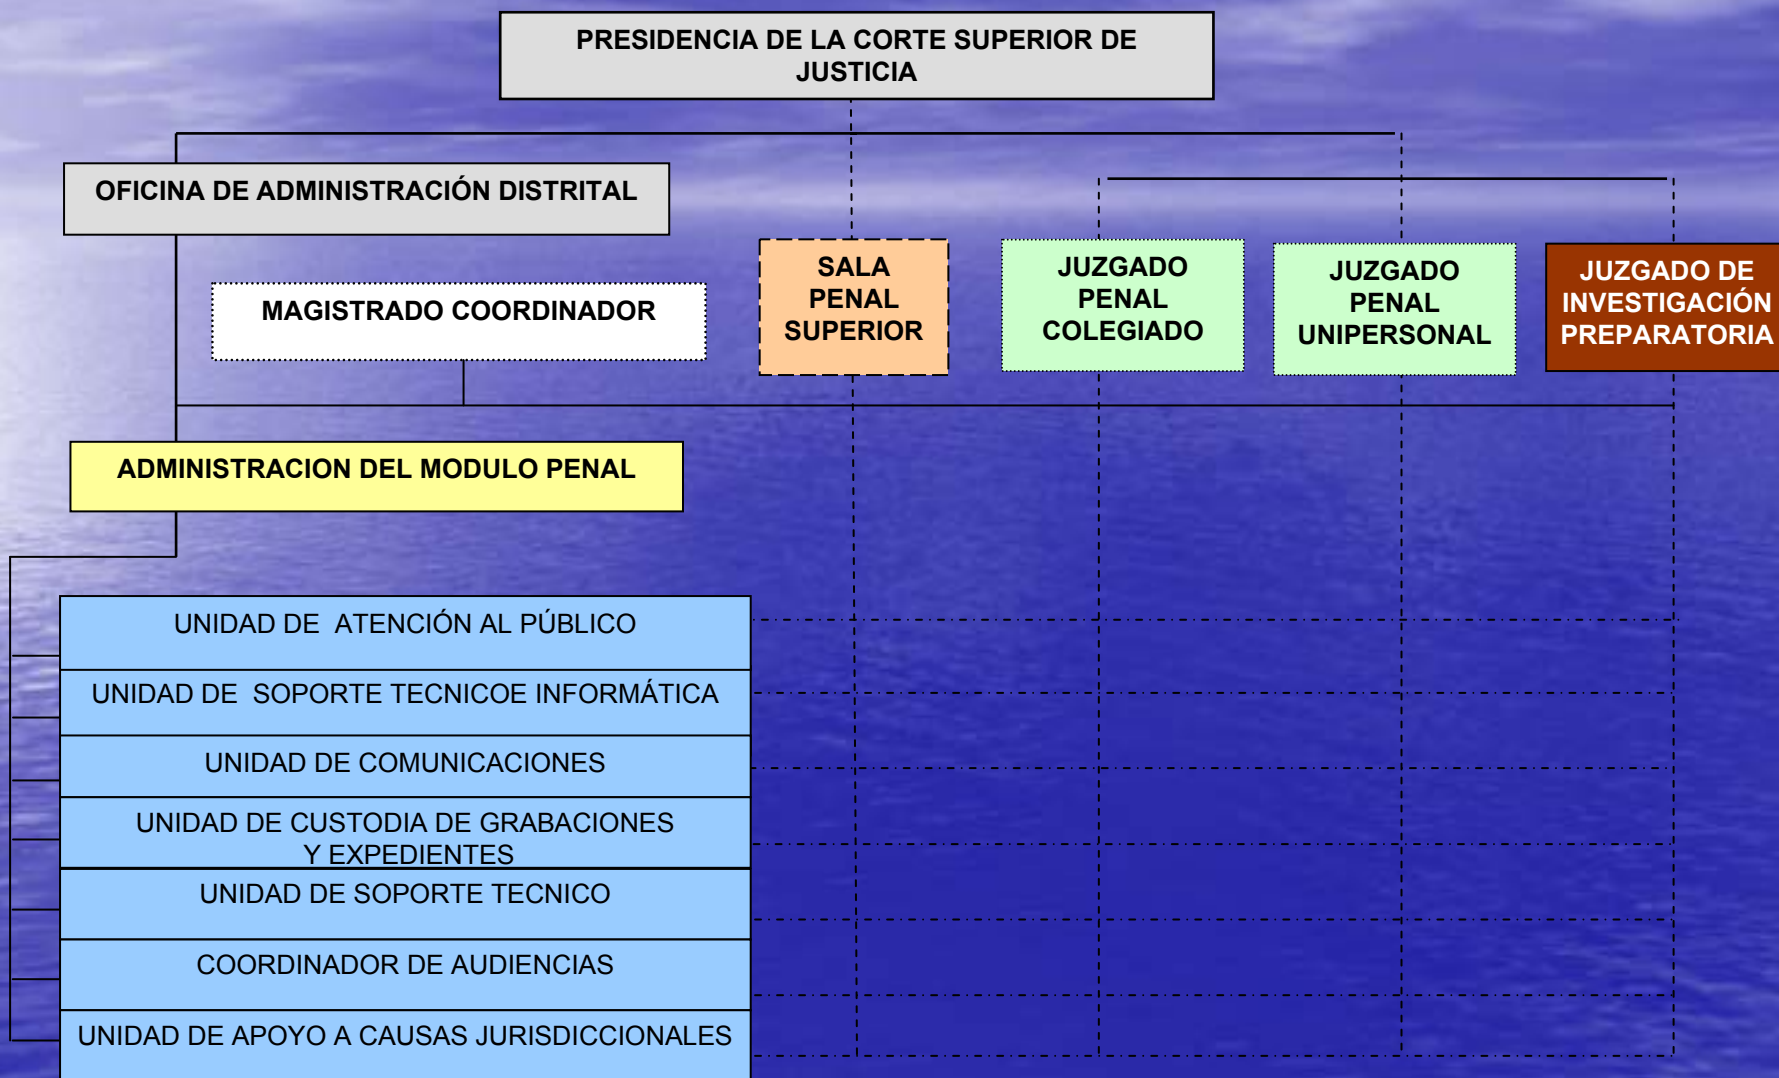 PRESIDENCIA DE LA CORTE SUPERIOR DE
JUSTICIA
OFICINA DE ADMINISTRACIÓN DISTRITAL
MAGISTRADO COORDINADOR
SALA
PENAL
SUPERIOR
JUZGADO
PENAL
COLEGIADO
JUZGADO
PENAL
UNIPERSONAL
JUZGADO DE
INVESTIGACIÓN
PREPARATORIA
ADMINISTRACION DEL MODULO PENAL
UNIDAD DE  ATENCIÓN AL PÚBLICO
UNIDAD DE  SOPORTE TECNICOE INFORMÁTICA
UNIDAD DE COMUNICACIONES
UNIDAD DE CUSTODIA DE GRABACIONES
Y EXPEDIENTES
UNIDAD DE SOPORTE TECNICO
COORDINADOR DE AUDIENCIAS
UNIDAD DE APOYO A CAUSAS JURISDICCIONALES